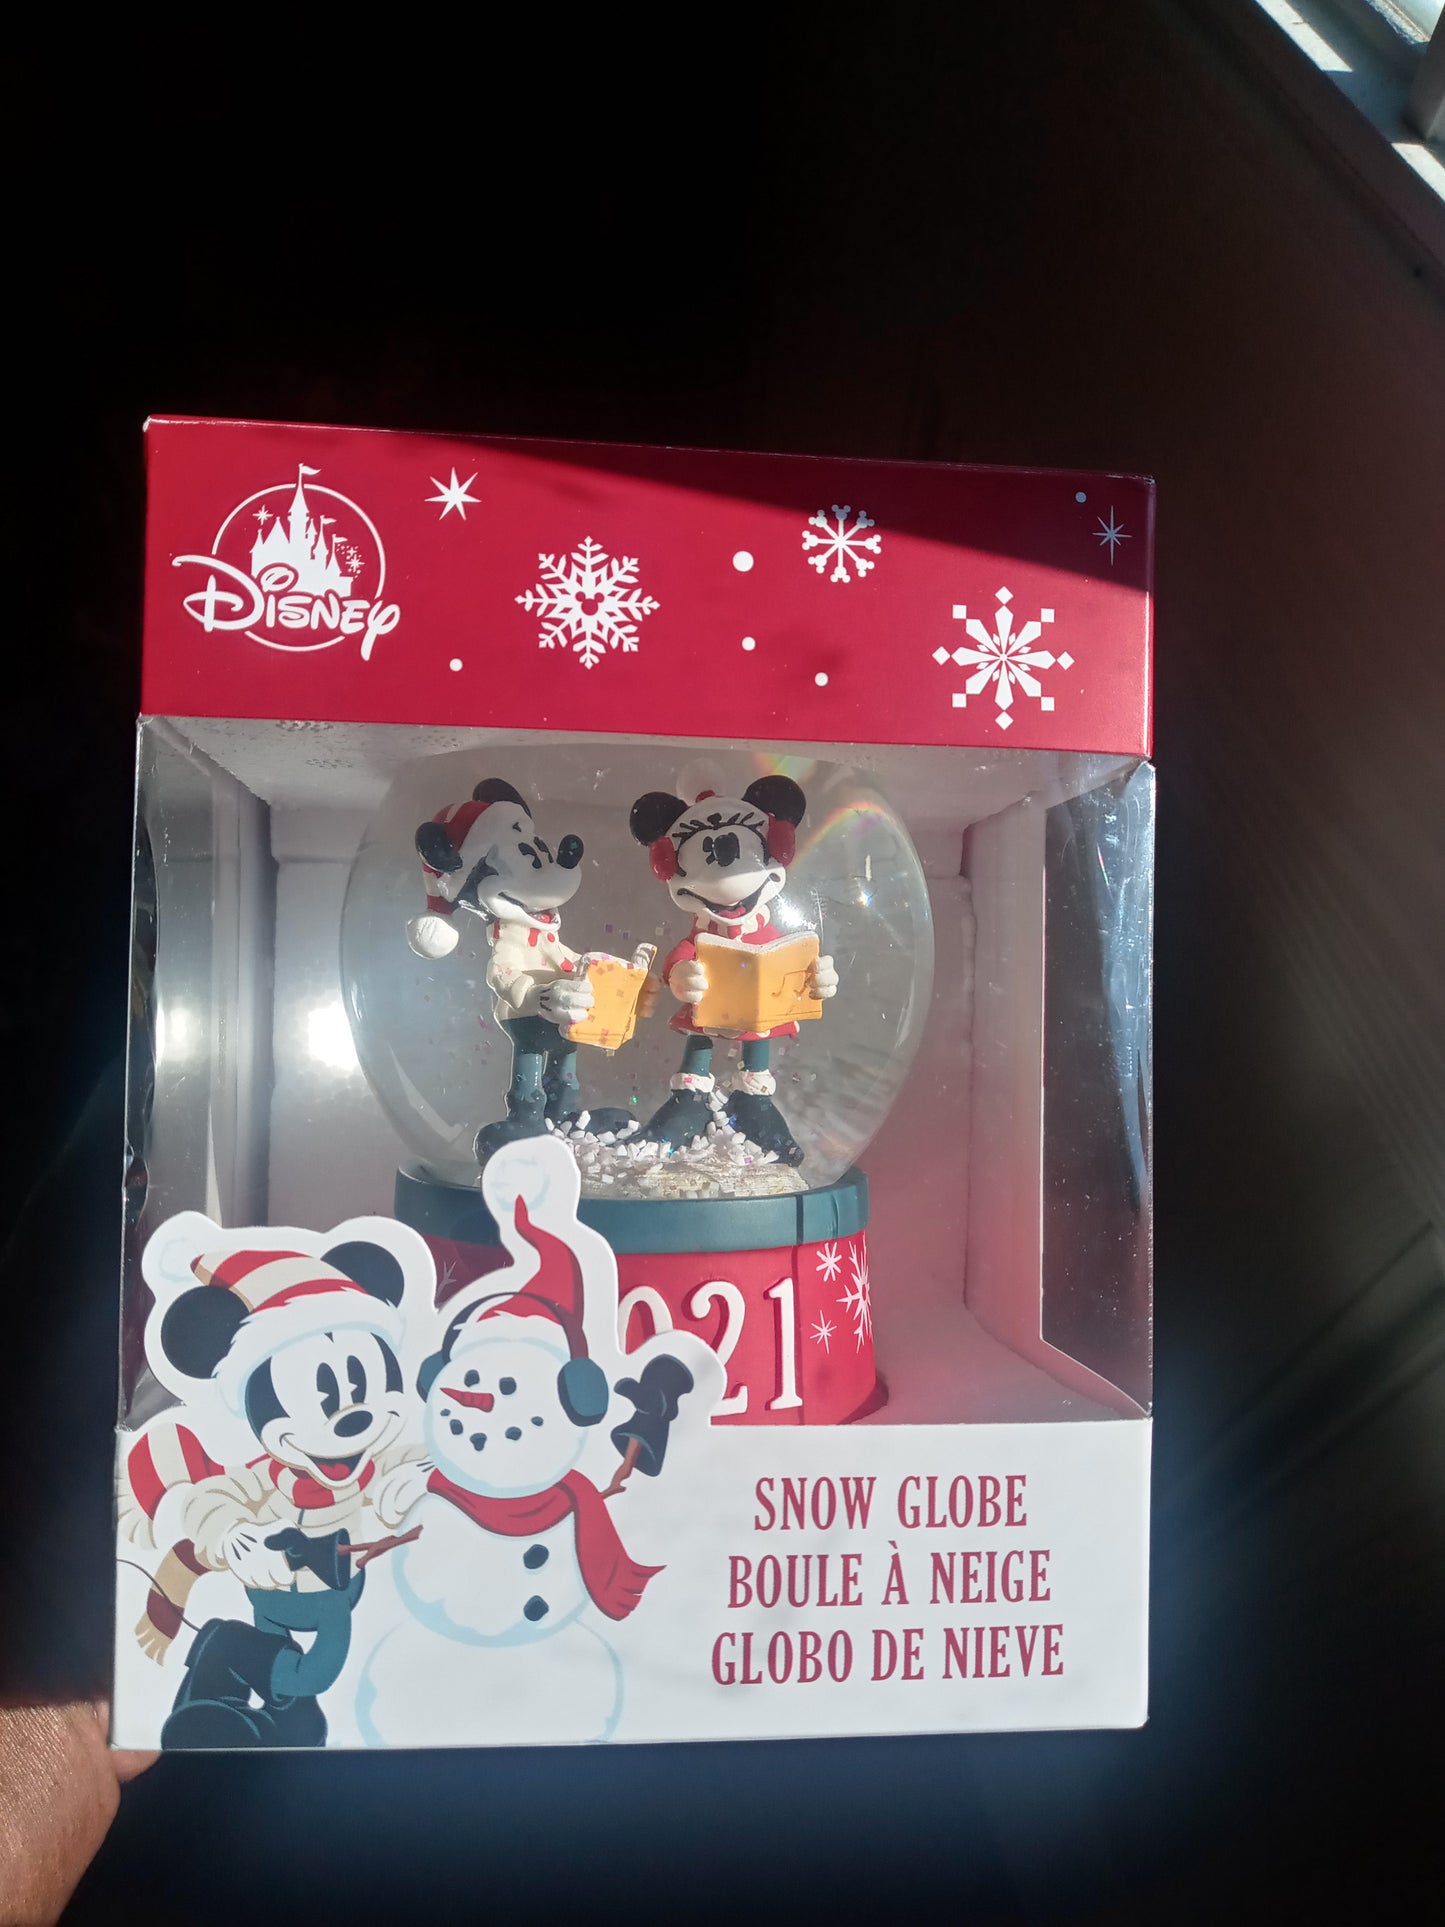 Disney
021
SNOW GLOBE
BOULE À NEIGE
GLOBO DE NIEVE